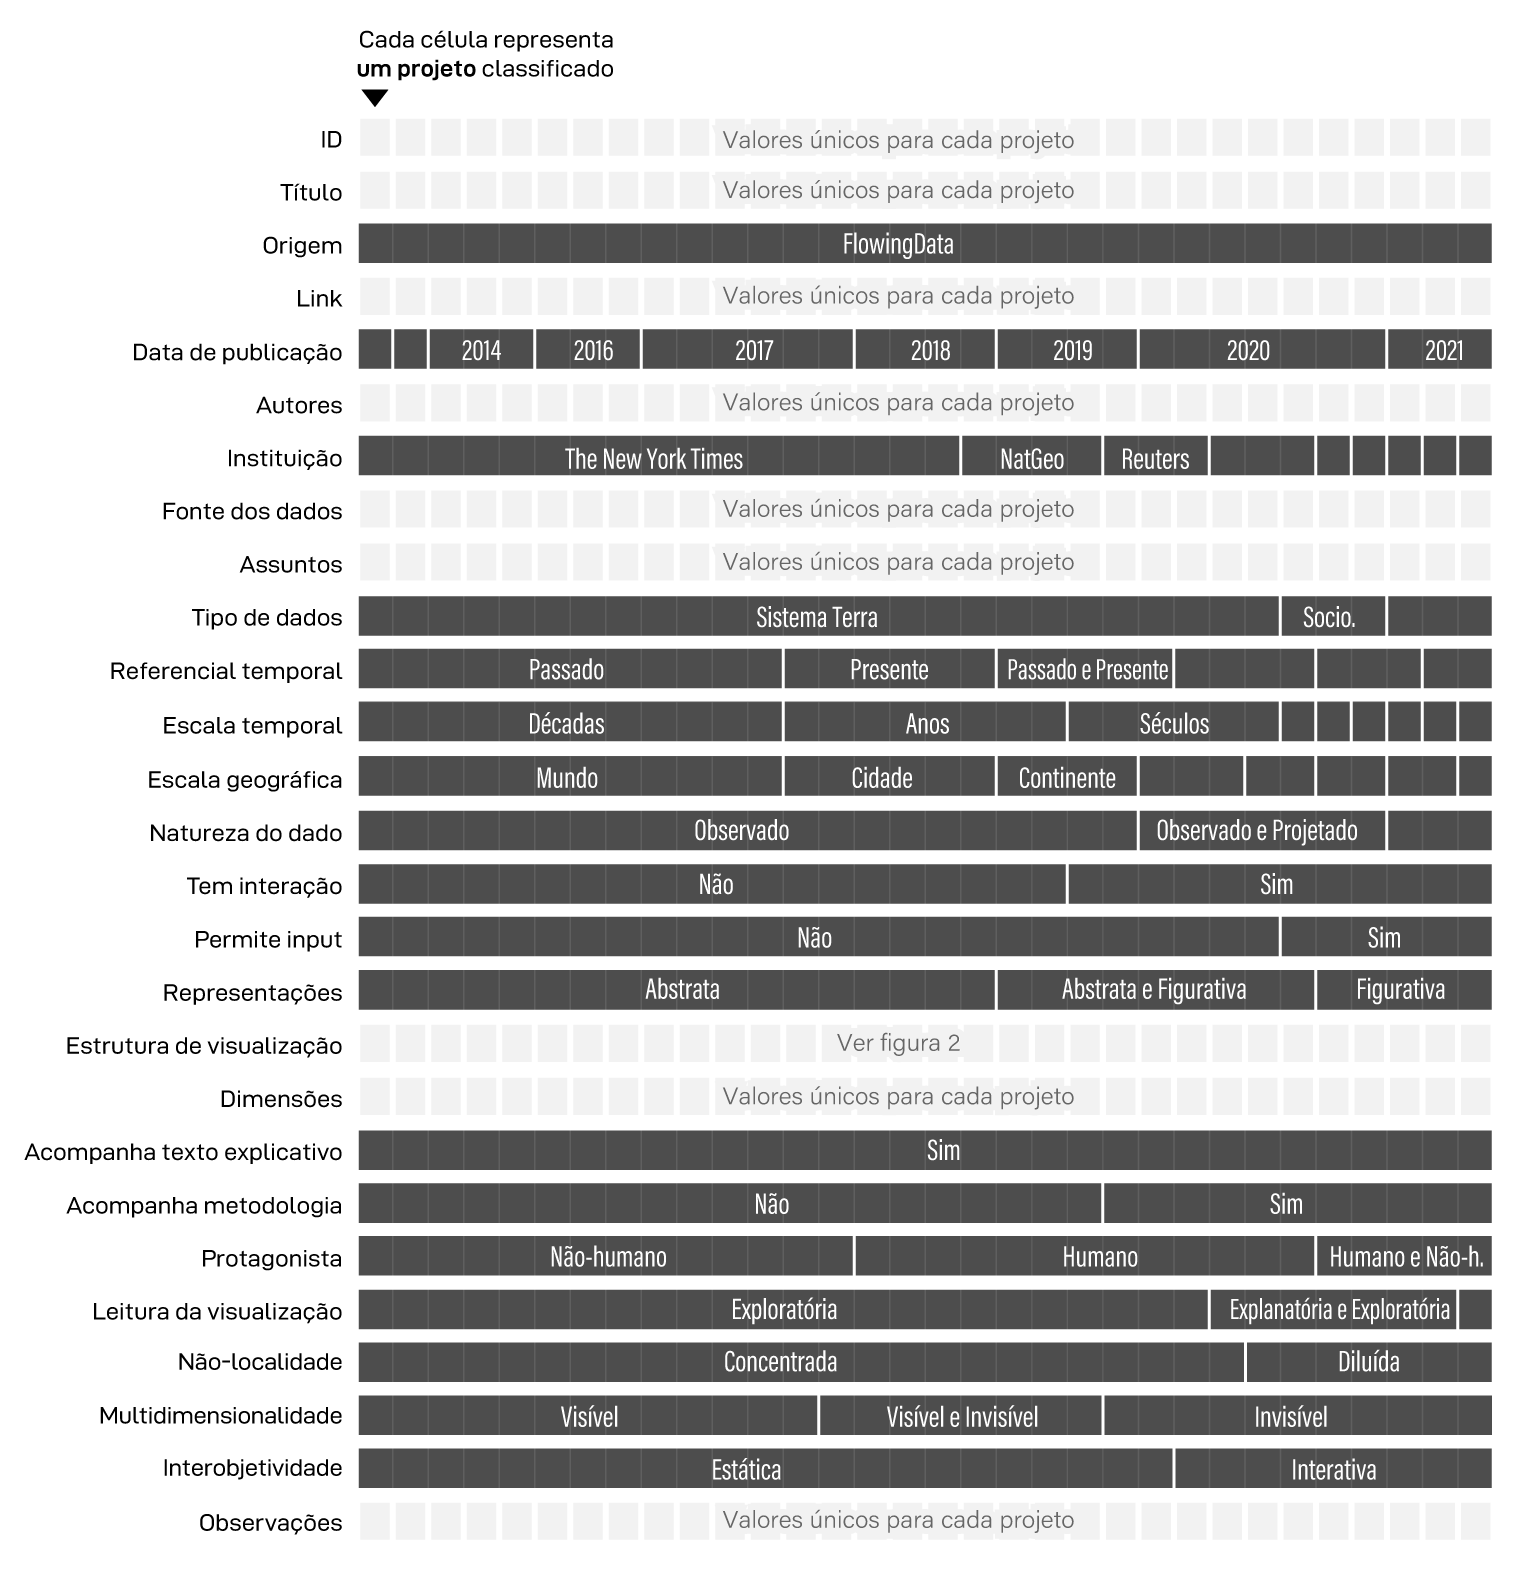 Cada célula representa
um projeto classificado
ID Valores únicos para cada projeto
Título Valores únicos para cada projeto
Origem FlowingData
Link Valores únicos para cada projeto
Data de publicação 2014 2016 2017 2018 2019 2020 2021
Autores Valores únicos para cada projeto
Instituição The New York Times NatGeo Reuters
Fonte dos dados Valores únicos para cada projeto
Assuntos Valores únicos para cada projeto
Tipo de dados Sistema Terra Socio.
Referencial temporal Passado Presente Passado e Presente
Escala temporal Décadas Anos Séculos
Escala geográfica Mundo Cidade Continente
Natureza do dado Observado Observado e Projetado
Tem interação Não Sim
Permite input Não Sim
Representações Abstrata Abstrata e Figurativa Figurativa
Estrutura de visualização Ver figura 2
Dimensões Valores únicos para cada projeto
Acompanha texto explicativo Sim
Acompanha metodologia Não Sim
Protagonista Não-humano Humano Humano e Não-h.
Leitura da visualização Exploratória Explanatória e Exploratória
Não-localidade Concentrada Diluída
Multidimensionalidade Visível Visível e Invisível Invisível
Interobjetividade Estática Interativa
Observações Valores únicos para cada projeto